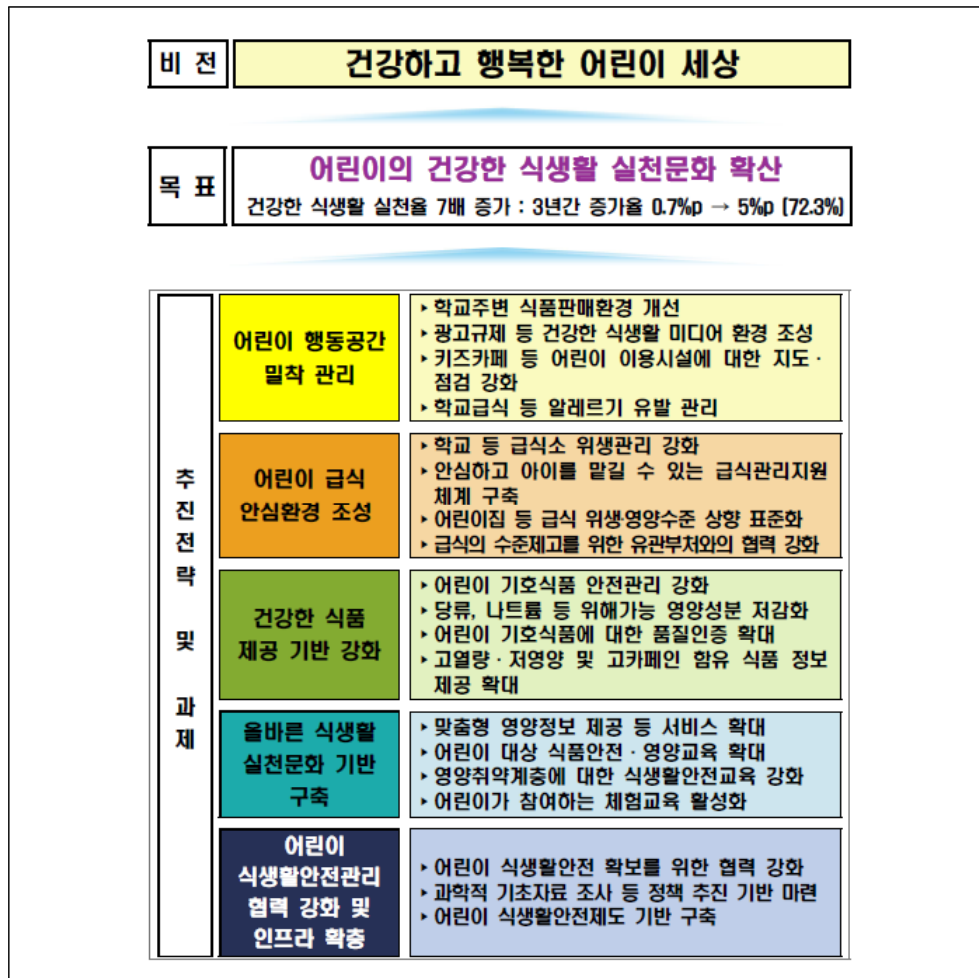 비 전
건강하고 행복한 어린이 세상
목 표
어린이의 건강한 식생활 실천문화 확산
건강한 식생활 실천율 7배 증가 : 3년간 증가율 0.7%p → 5%p (72.3%)
추진전략 및 과제
어린이 행동공간
밀착 관리
‣ 학교주변 식품판매환경 개선
‣ 광고규제 등 건강한 식생활 미디어 환경 조성
‣ 키즈카페 등 어린이 이용시설에 대한 지도·
점검 강화
‣ 학교급식 등 알레르기 유발 관리
어린이 급식
안심환경 조성
‣ 학교 등 급식소 위생관리 강화
‣ 안심하고 아이를 맡길 수 있는 급식관리지원
체계 구축
‣ 어린이집 등 급식 위생·영양수준 상향 표준화
‣ 급식의 수준제고를 위한 유관부처와의 협력 강화
건강한 식품
제공 기반 강화
‣ 어린이 기호식품 안전관리 강화
‣ 당류, 나트륨 등 위해가능 영양성분 저감화
‣ 어린이 기호식품에 대한 품질인증 확대
‣ 고열량·저영양 및 고카페인 함유 식품 정보
제공 확대
올바른 식생활
실천문화 기반
구축
‣ 맞춤형 영양정보 제공 등 서비스 확대
‣ 어린이 대상 식품안전·영양교육 확대
‣ 영양취약계층에 대한 식생활안전교육 강화
‣ 어린이가 참여하는 체험교육 활성화
어린이
식생활안전관리
협력 강화 및
인프라 확충
‣ 어린이 식생활안전 확보를 위한 협력 강화
‣ 과학적 기초자료 조사 등 정책 추진 기반 마련
‣ 어린이 식생활안전제도 기반 구축